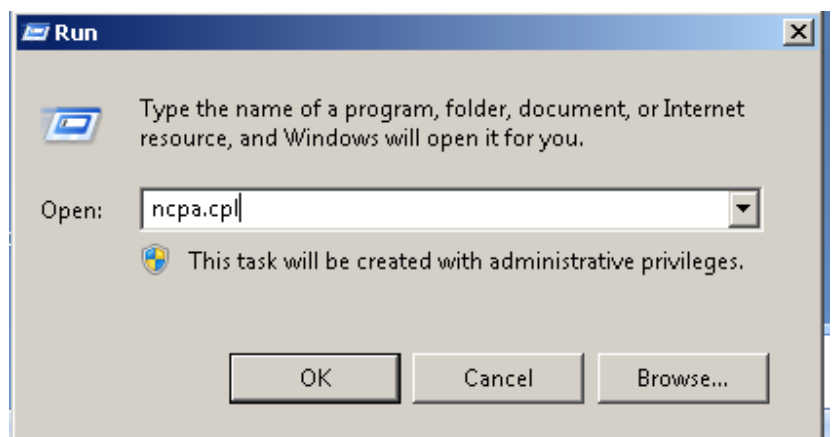 Run
Type the name of a program, folder, document, or Internet
resource, and Windows will open it for you.
Open: ncpa.cpl
This task will be created with administrative privileges.
OK Cancel Browse...